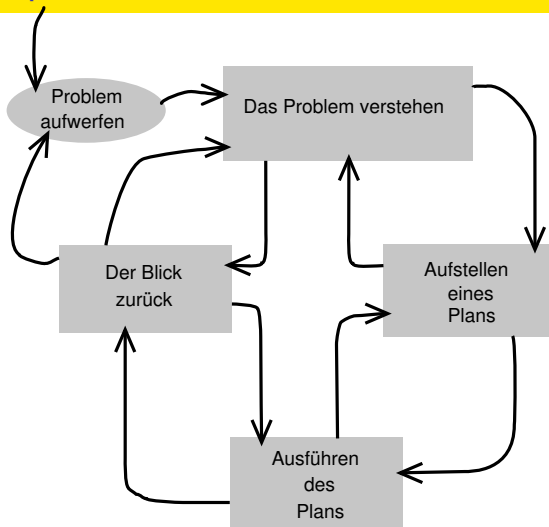 Problem
aufwerfen
Das Problem verstehen
Der Blick
zurück
Aufstellen
eines
Plans
Ausführen
des
Plans